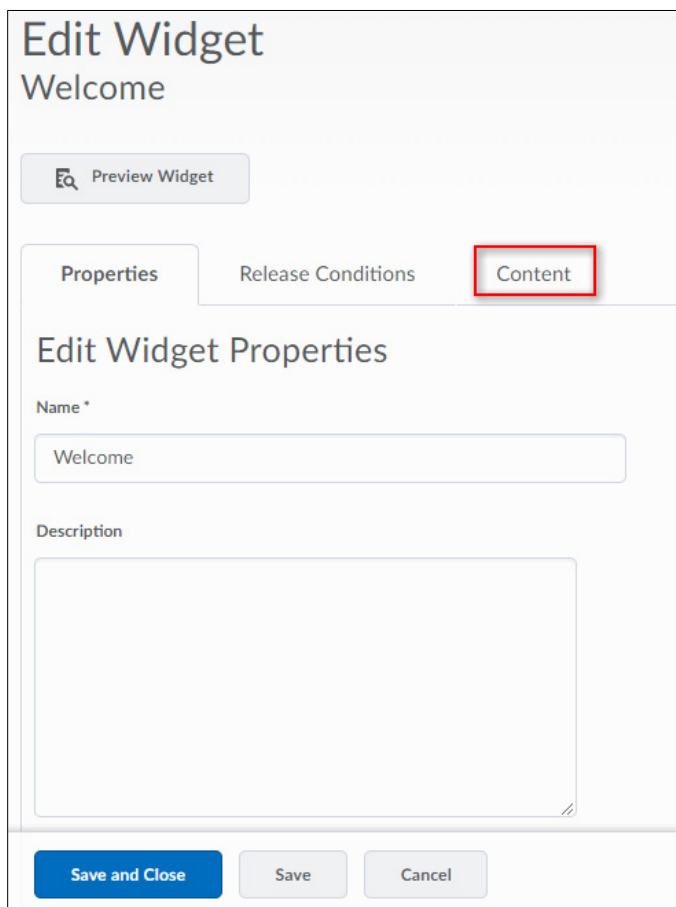 Edit Widget
Welcome
Preview Widget
Properties Release Conditions Content
Edit Widget Properties
Name *
Welcome
Description
Save and Close Save Cancel